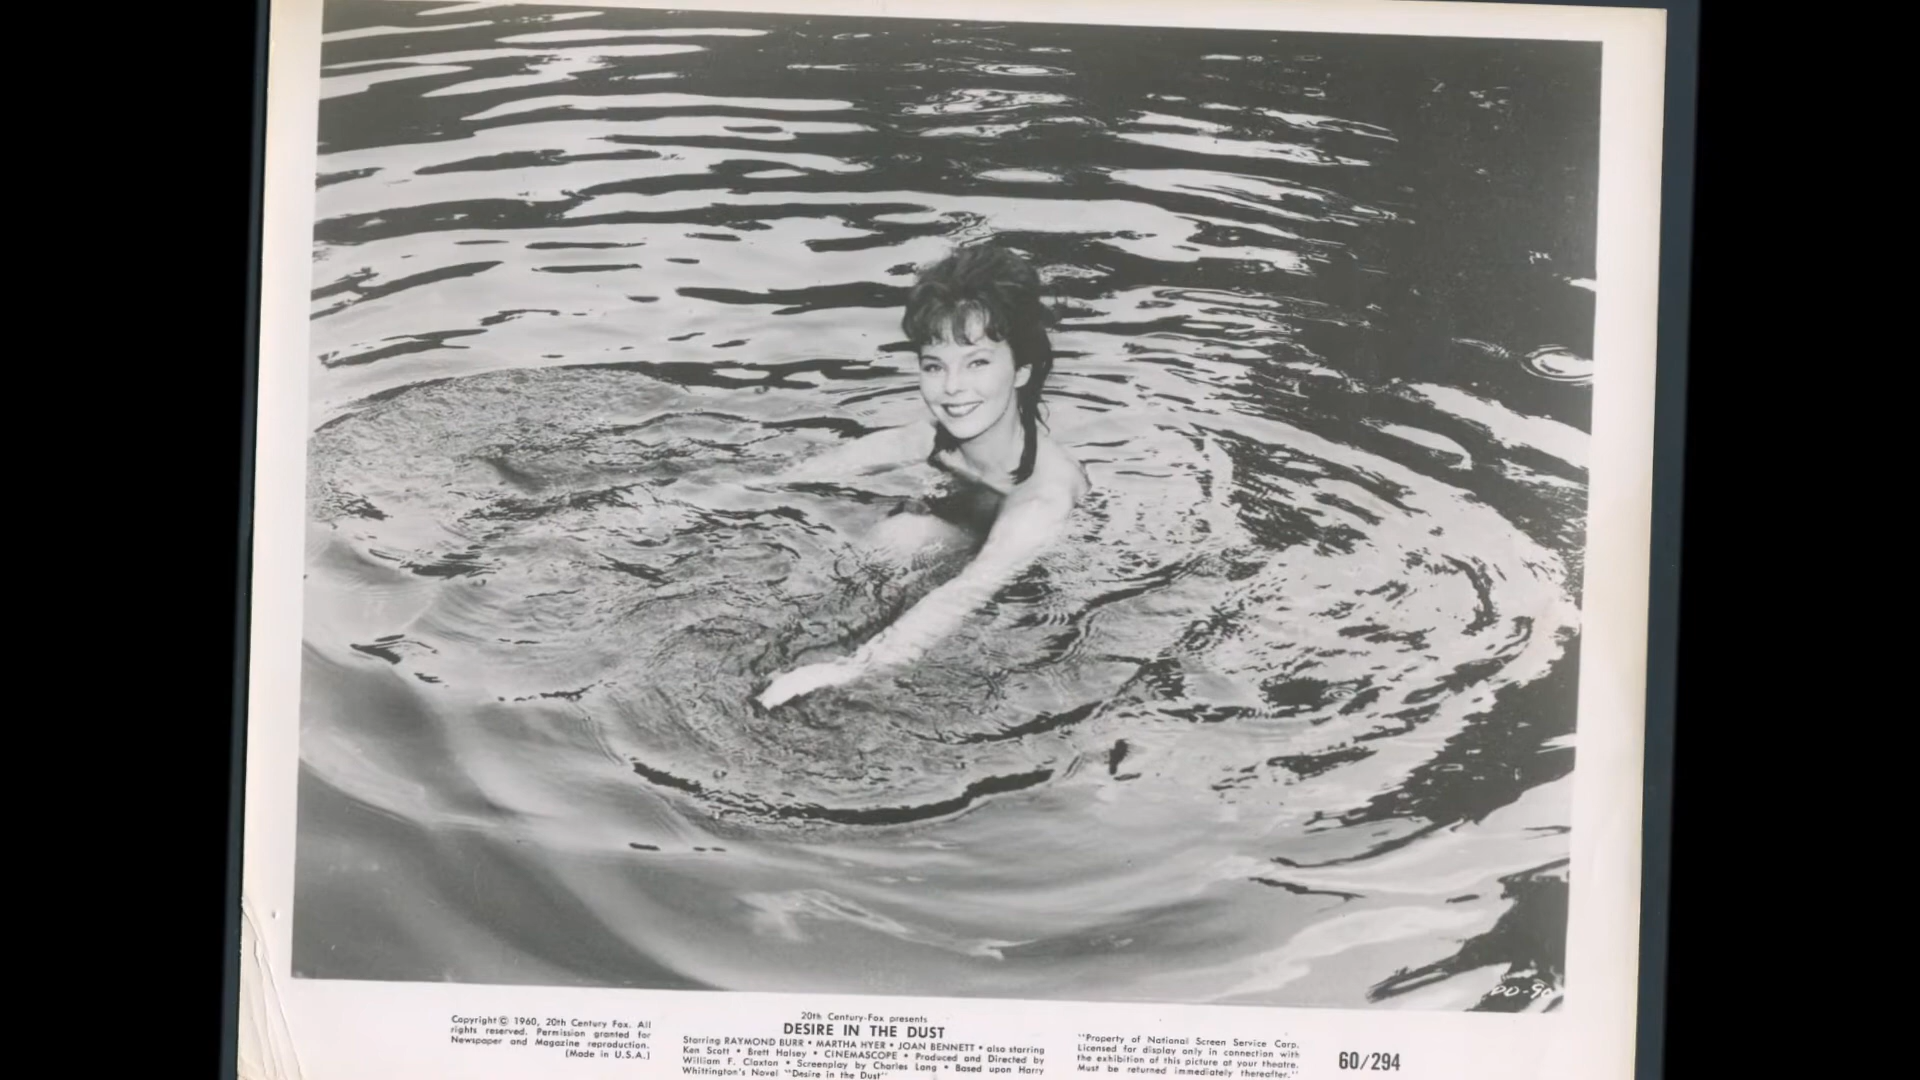 DD-90
Copyright © 1960, 20th Century Fox. All
rights reserved. Permission granted for
Newspaper and Magazine reproduction.
(Made in U.S.A.)
20th Century-Fox presents
DESIRE IN THE DUST
Starring RAYMOND BURR • MARTHA HYER • JOAN BENNETT • also starring
Ken Scott • Brett Halsey • CINEMASCOPE • Produced and Directed by
William F. Claxton • Screenplay by Charles Lang • Based upon Harry
Whittington's Novel "Desire in the Dust"
"Property of National Screen Service Corp.
Licensed for display only in connection with
the exhibition of this picture at your theatre.
Must be returned immediately thereafter."
60/294